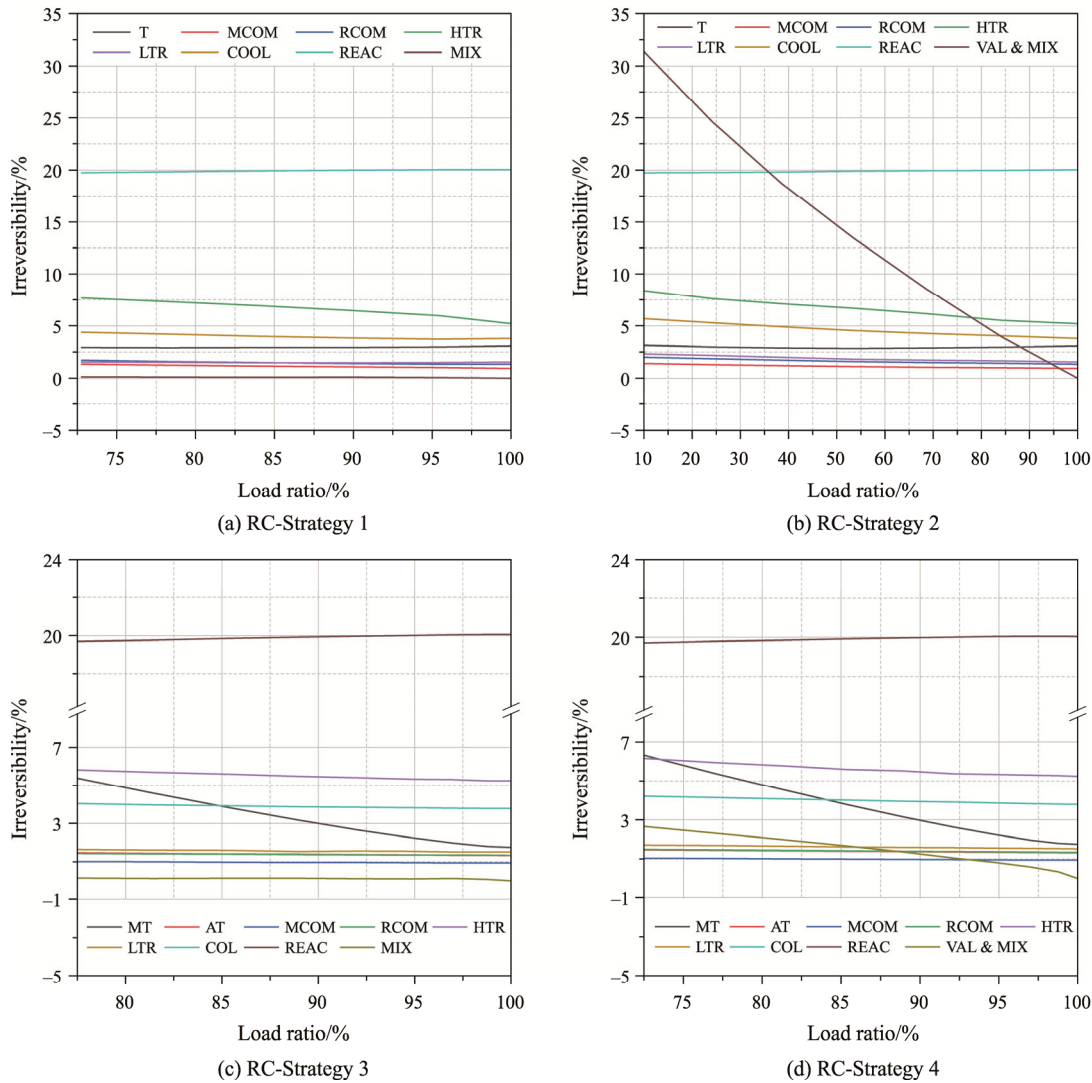 35
30
25
20
15
10
5
0
−5
Irreversibility/%
T MCOM RCOM HTR
LTR COOL REAC MIX
75 80 85 90 95 100
Load ratio/%
(a) RC-Strategy 1
35
30
25
20
15
10
5
0
−5
Irreversibility/%
T MCOM RCOM HTR
LTR COOL REAC VAL & MIX
10 20 30 40 50 60 70 80 90 100
Load ratio/%
(b) RC-Strategy 2
24
20
7
3
−1
−5
Irreversibility/%
MT AT MCOM RCOM HTR
LTR COL REAC MIX
80 85 90 95 100
Load ratio/%
(c) RC-Strategy 3
24
20
7
3
−1
−5
Irreversibility/%
MT AT MCOM RCOM HTR
LTR COL REAC VAL & MIX
75 80 85 90 95 100
Load ratio/%
(d) RC-Strategy 4